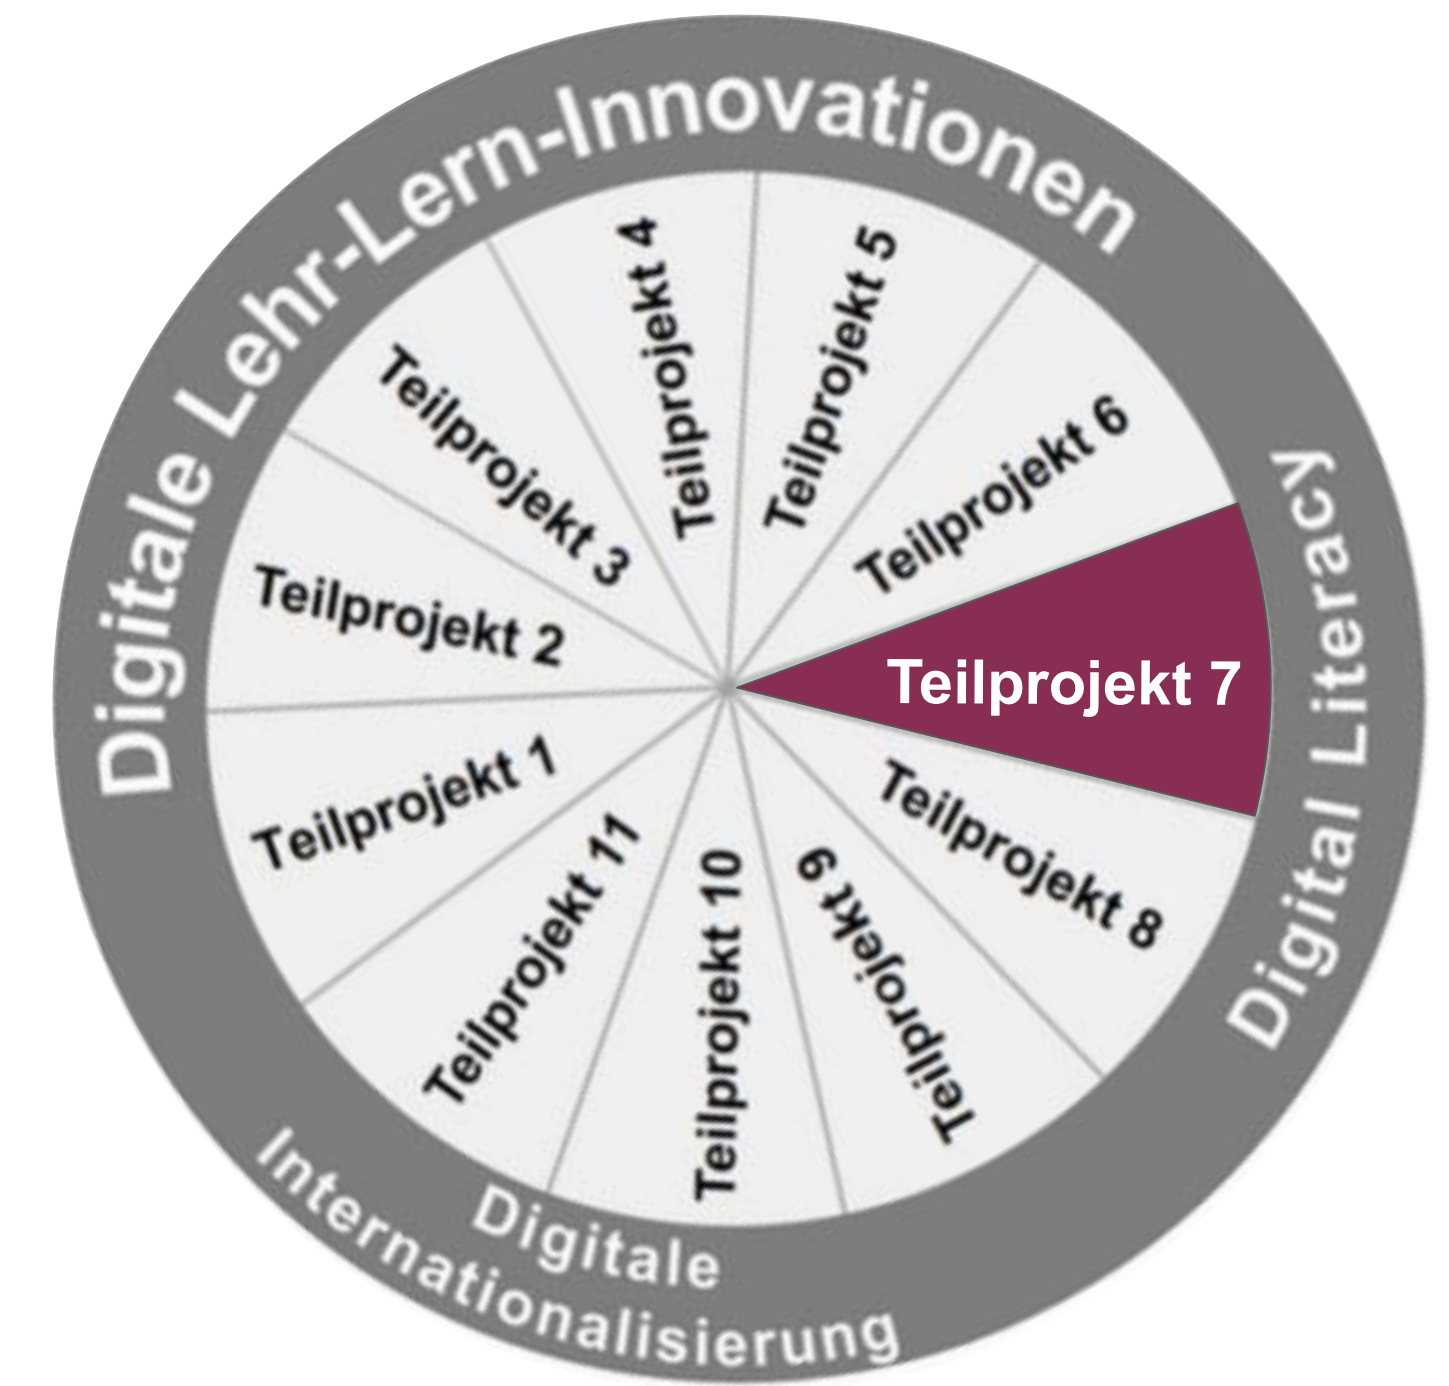 Digitale Lehr-Lern-Innovationen
Digital Literacy
Digitale
Internationalisierung
Teilprojekt 1
Teilprojekt 2
Teilprojekt 3
Teilprojekt 4
Teilprojekt 5
Teilprojekt 6
Teilprojekt 7
Teilprojekt 8
Teilprojekt 9
Teilprojekt 10
Teilprojekt 11